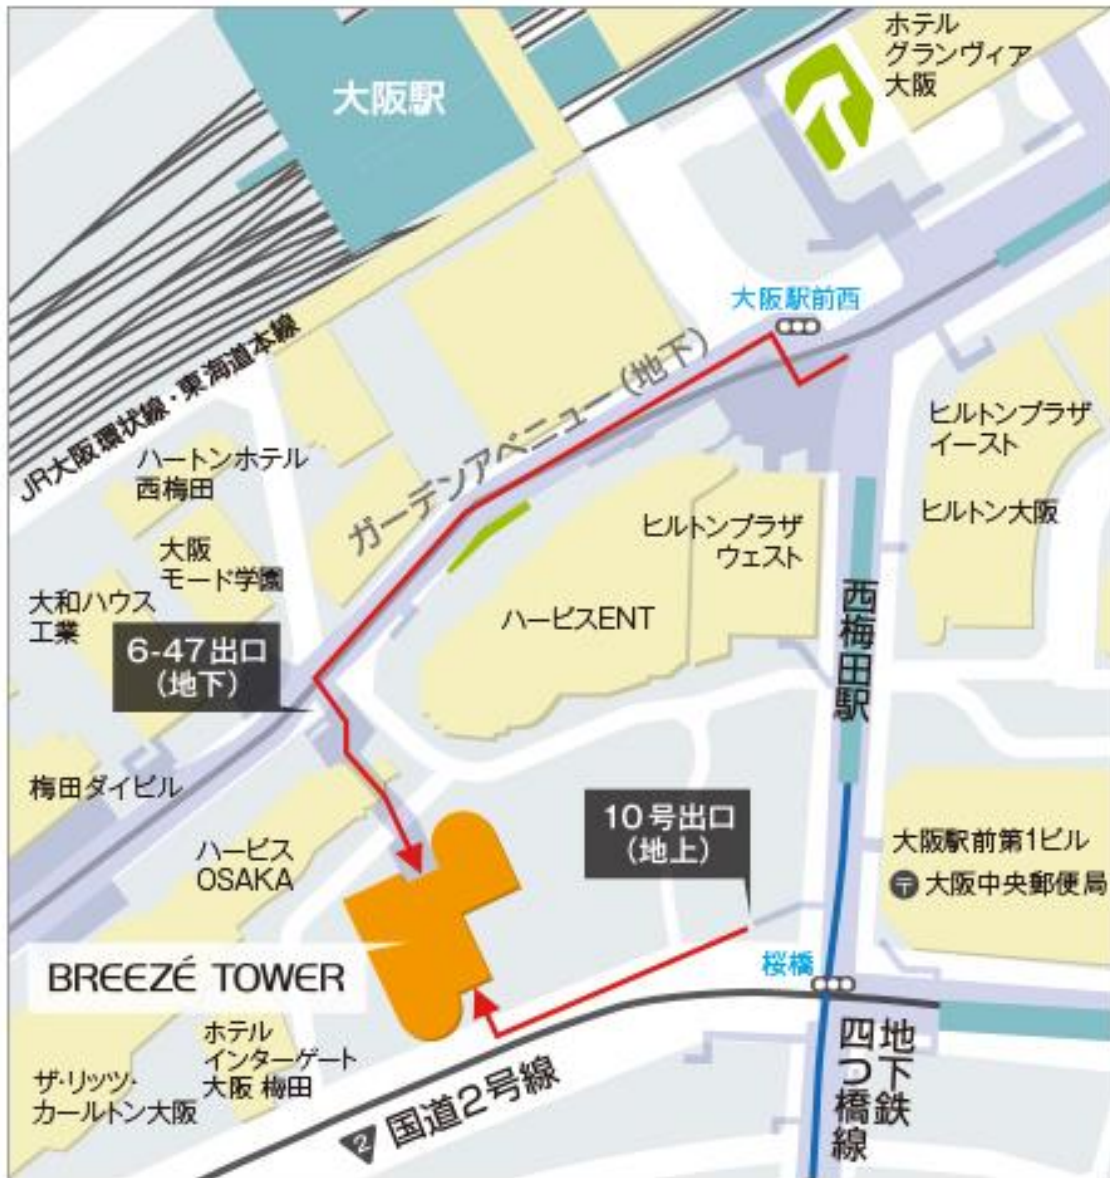 ホテル
グランヴィア
大阪
大阪駅
大阪駅前西
JR大阪環状線・東海道本線
ガーデンアベニュー（地下）
ヒルトンプラザ
イースト
ハートンホテル
西梅田
ヒルトン大阪
ヒルトンプラザ
ウェスト
大阪
モード学園
大和ハウス
工業
ハービスENT
西梅田駅
6-47出口
（地下）
梅田ダイビル
10号出口
（地上）
大阪駅前第1ビル
〒大阪中央郵便局
ハービス
OSAKA
BREEZÉ TOWER
桜橋
ホテル
インターゲート
大阪 梅田
ザ・リッツ・
カールトン大阪
2 国道2号線
地下鉄
四つ橋線